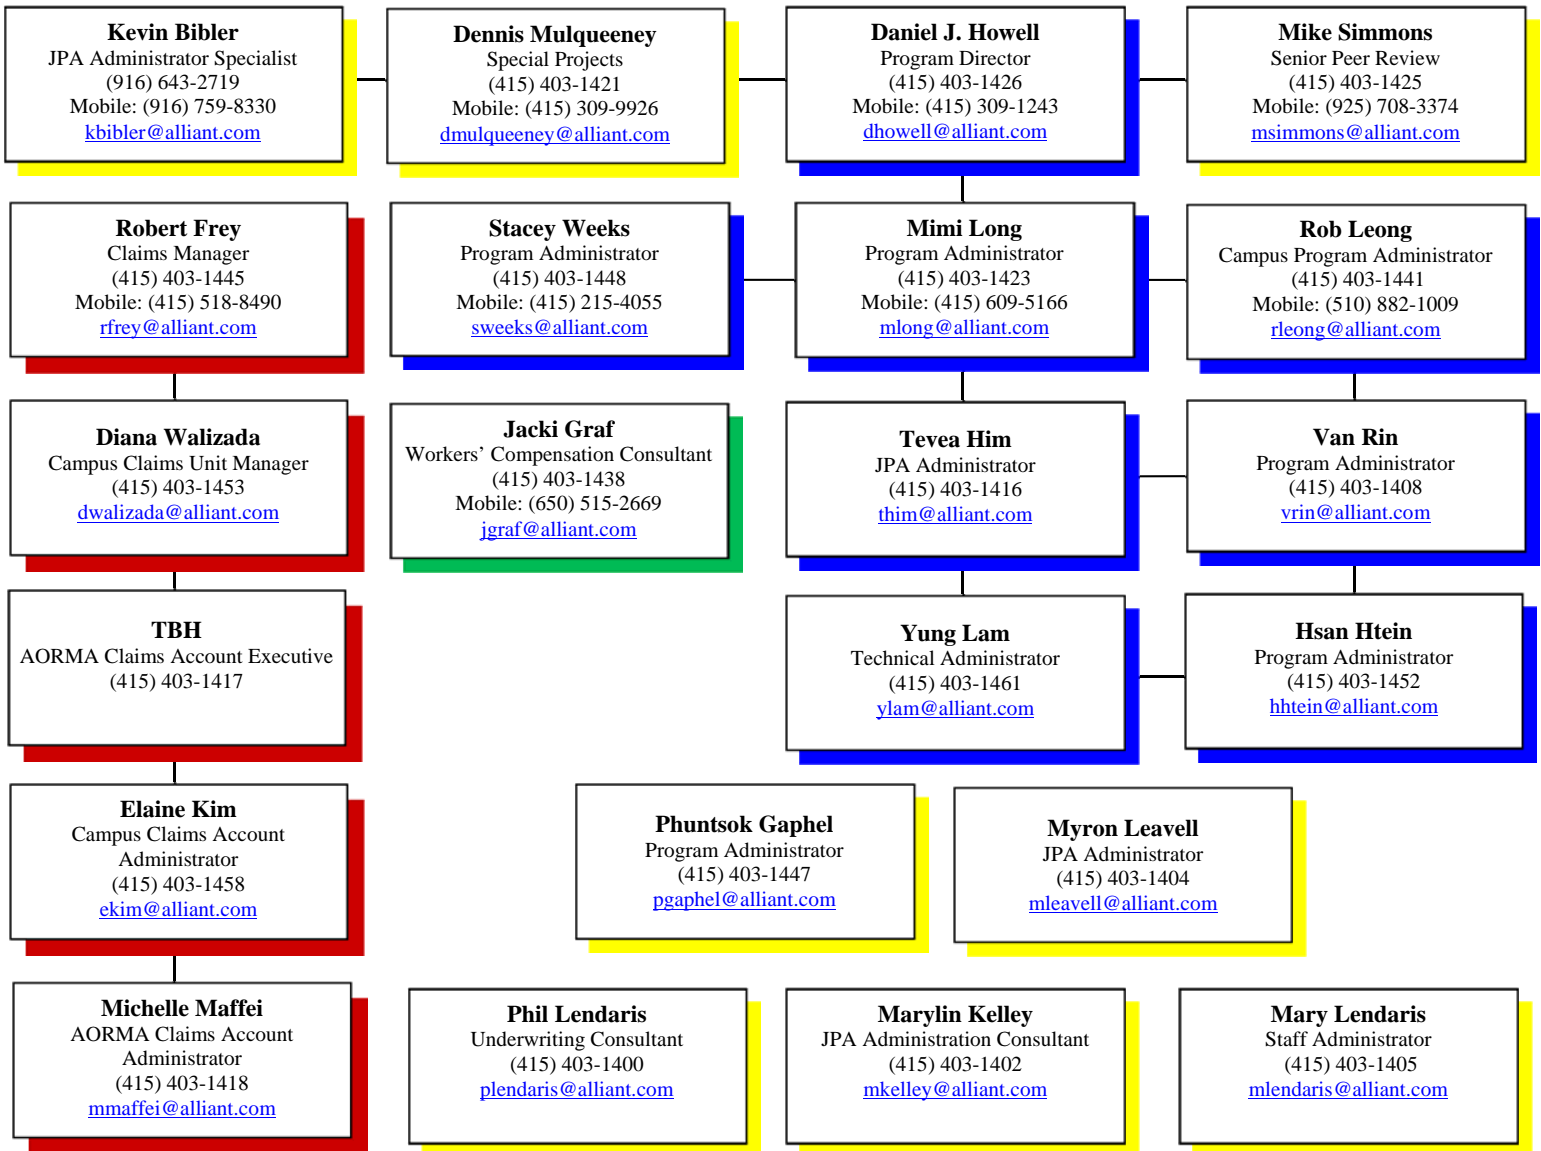 Kevin Bibler
JPA Administrator Specialist
(916) 643-2719
Mobile: (916) 759-8330
kbibler@alliant.com
Dennis Mulqueeney
Special Projects
(415) 403-1421
Mobile: (415) 309-9926
dmulqueeney@alliant.com
Daniel J. Howell
Program Director
(415) 403-1426
Mobile: (415) 309-1243
dhowell@alliant.com
Mike Simmons
Senior Peer Review
(415) 403-1425
Mobile: (925) 708-3374
msimmons@alliant.com
Robert Frey
Claims Manager
(415) 403-1445
Mobile: (415) 518-8490
rfrey@alliant.com
Stacey Weeks
Program Administrator
(415) 403-1448
Mobile: (415) 215-4055
sweeks@alliant.com
Mimi Long
Program Administrator
(415) 403-1423
Mobile: (415) 609-5166
mlong@alliant.com
Rob Leong
Campus Program Administrator
(415) 403-1441
Mobile: (510) 882-1009
rleong@alliant.com
Diana Walizada
Campus Claims Unit Manager
(415) 403-1453
dwalizada@alliant.com
Jacki Graf
Workers’ Compensation Consultant
(415) 403-1438
Mobile: (650) 515-2669
jgraf@alliant.com
Tevea Him
JPA Administrator
(415) 403-1416
thim@alliant.com
Van Rin
Program Administrator
(415) 403-1408
vrin@alliant.com
TBH
AORMA Claims Account Executive
(415) 403-1417
Yung Lam
Technical Administrator
(415) 403-1461
ylam@alliant.com
Hsan Htein
Program Administrator
(415) 403-1452
hhtein@alliant.com
Elaine Kim
Campus Claims Account
Administrator
(415) 403-1458
ekim@alliant.com
Phuntsok Gaphel
Program Administrator
(415) 403-1447
pgaphel@alliant.com
Myron Leavell
JPA Administrator
(415) 403-1404
mleavell@alliant.com
Michelle Maffei
AORMA Claims Account
Administrator
(415) 403-1418
mmaffei@alliant.com
Phil Lendaris
Underwriting Consultant
(415) 403-1400
plendaris@alliant.com
Marylin Kelley
JPA Administration Consultant
(415) 403-1402
mkelley@alliant.com
Mary Lendaris
Staff Administrator
(415) 403-1405
mlendaris@alliant.com